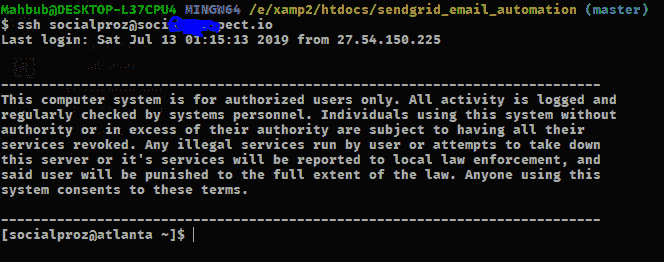 Mahbub@DESKTOP-L37CPU4 MINGW64 /e/xamp2/htdocs/sendgrid_email_automation (master)
$ ssh socialproz@soci pect.io
Last login: Sat Jul 13 01:15:13 2019 from 27.54.150.225
--------------------------------------------------------------------------
This computer system is for authorized users only. All activity is logged and
regularly checked by systems personnel. Individuals using this system without
authority or in excess of their authority are subject to having all their
services revoked. Any illegal services run by user or attempts to take down
this server or it's services will be reported to local law enforcement, and
said user will be punished to the full extent of the law. Anyone using this
system consents to these terms.
--------------------------------------------------------------------------
[socialproz@atlanta ~]$